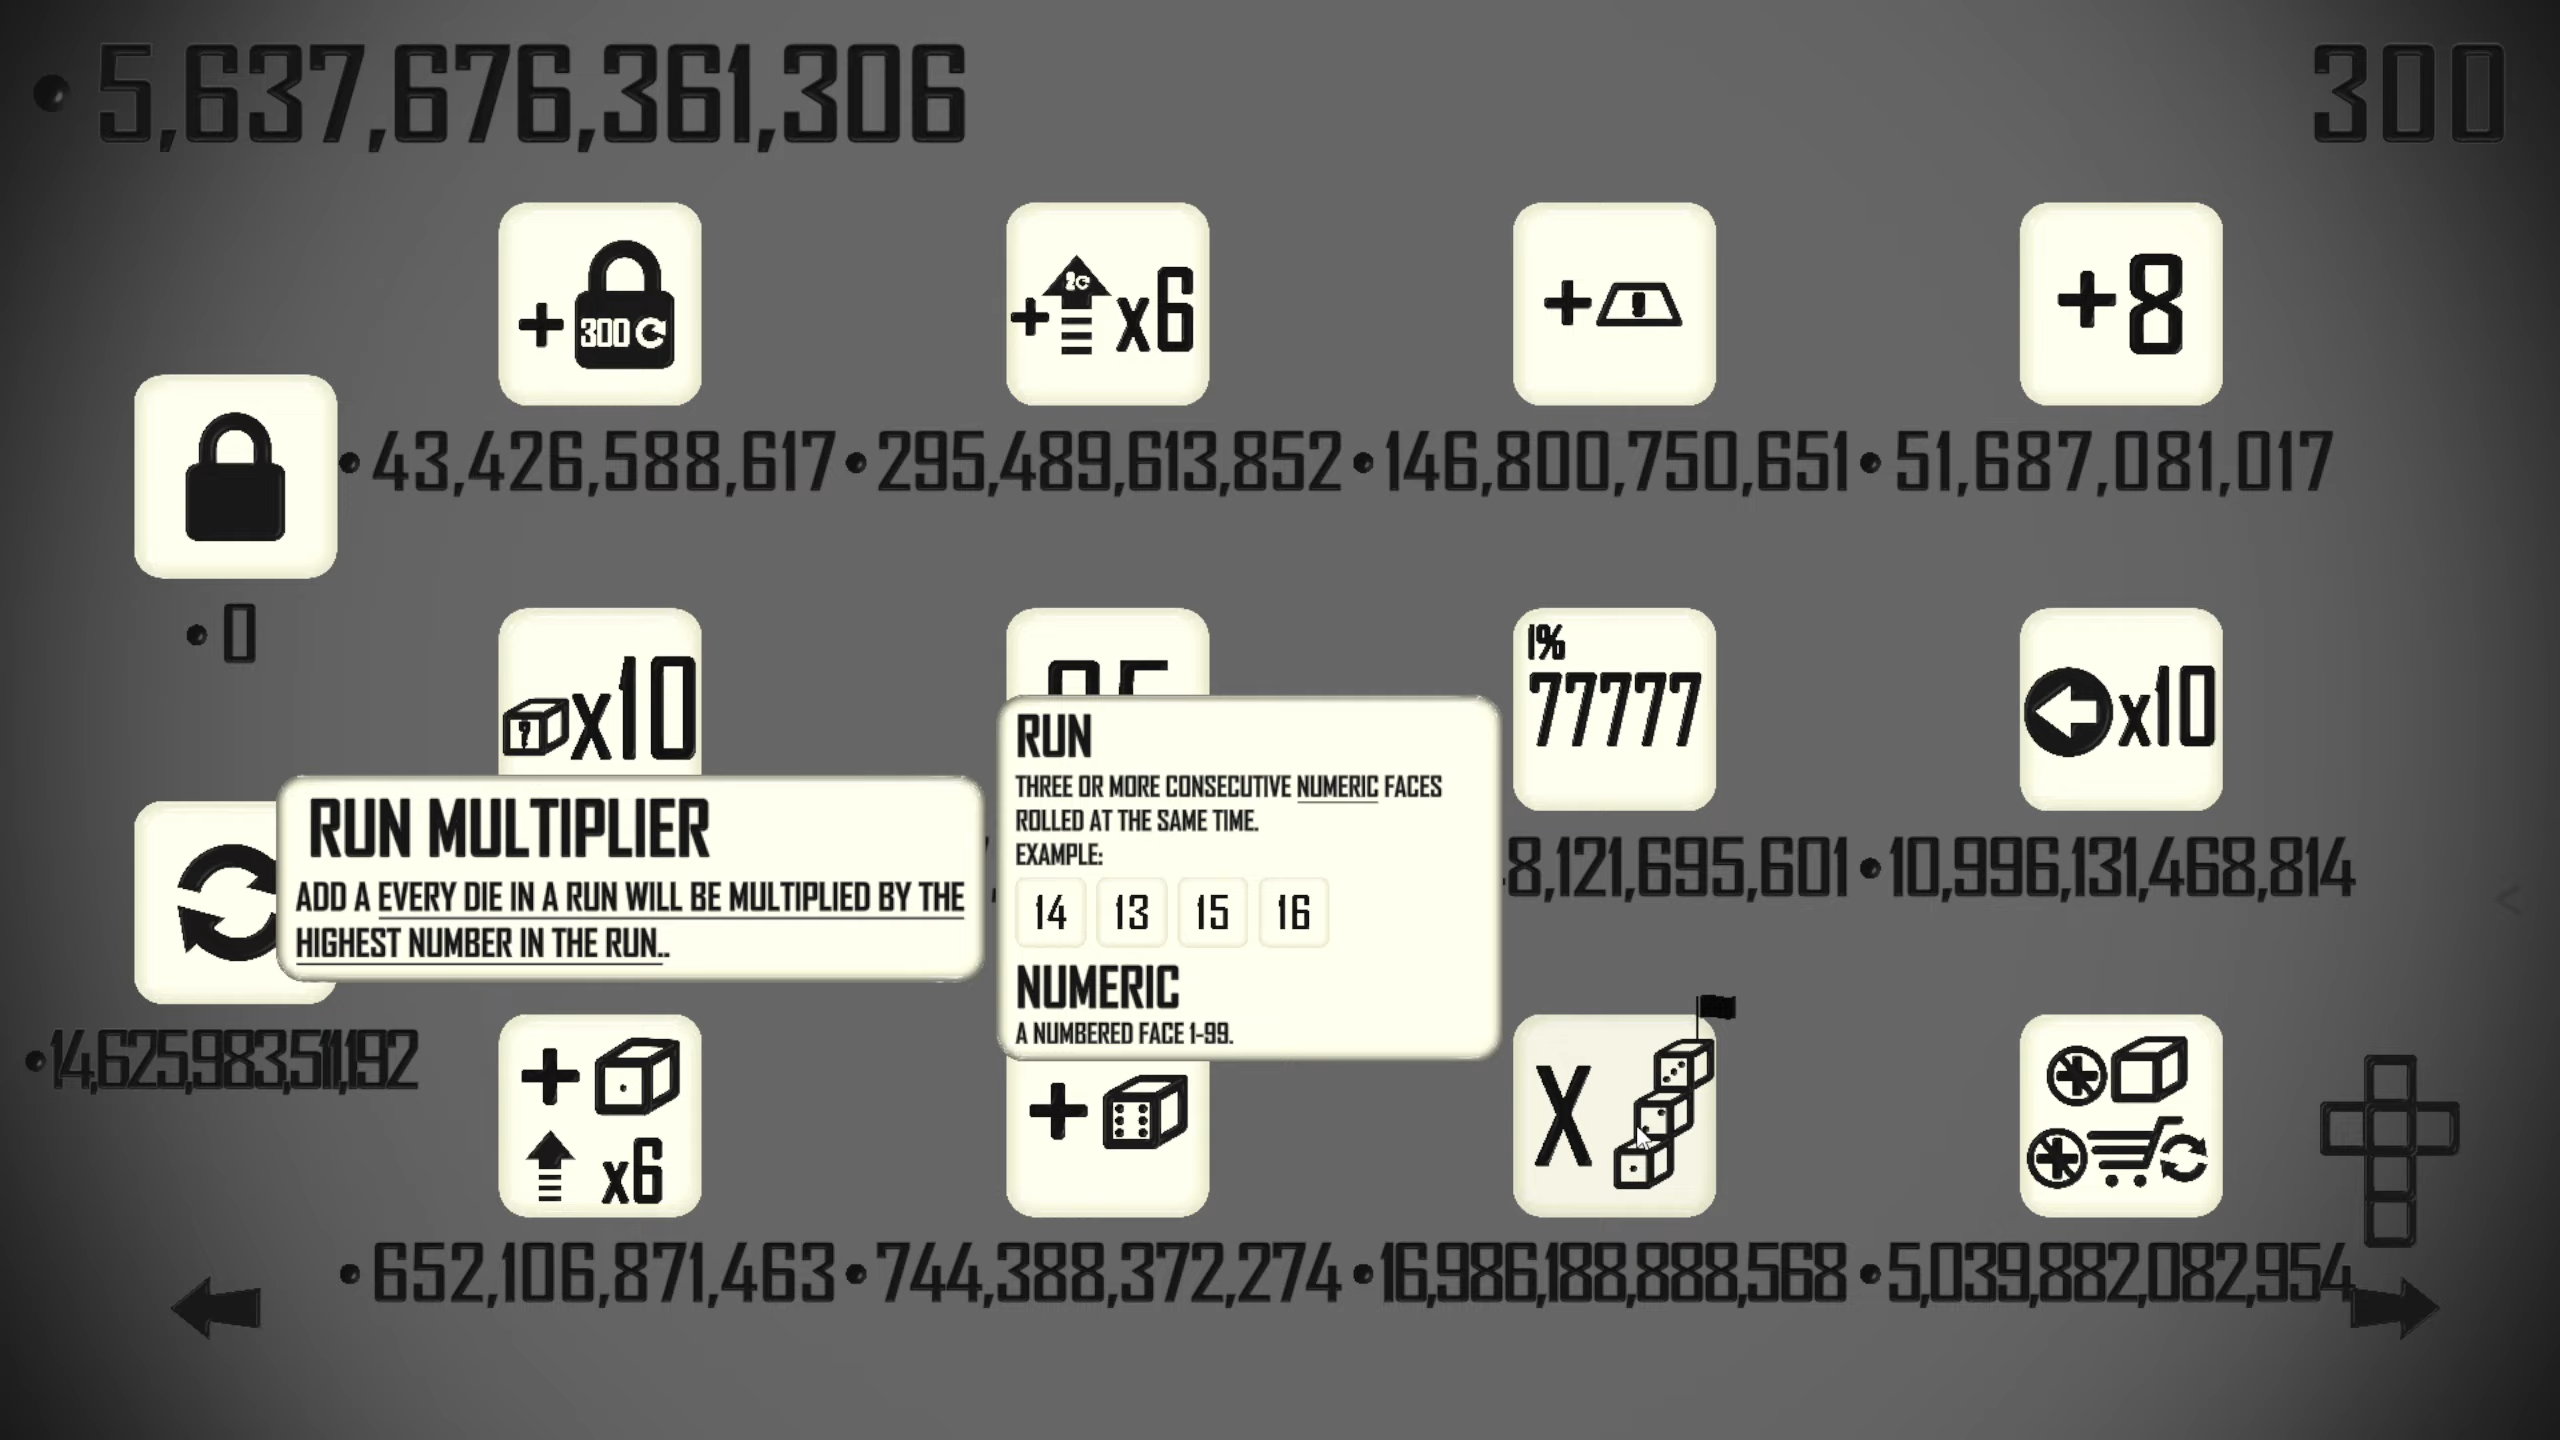 • 5,637,676,361,306
300
+ 300
+ 2 x6
+
+8
• 43,426,588,617
• 295,489,613,852
• 146,800,750,651
• 51,687,081,017
• 0
? x10
1%
77777
x10
8,121,695,601
• 10,996,131,468,814
RUN
THREE OR MORE CONSECUTIVE NUMERIC FACES
ROLLED AT THE SAME TIME.
EXAMPLE:
14 13 15 16
NUMERIC
A NUMBERED FACE 1-99.
RUN MULTIPLIER
ADD A EVERY DIE IN A RUN WILL BE MULTIPLIED BY THE
HIGHEST NUMBER IN THE RUN..
<
• 14,625,983,511,192
+
x6
+
X
• 652,106,871,463
• 744,388,372,274
• 16,986,188,888,568
• 5,039,882,082,954